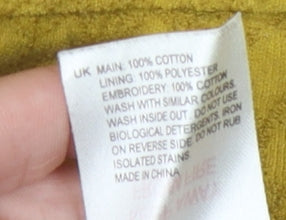 UK MAIN: 100% COTTON
LINING: 100% POLYESTER
EMBROIDERY: 100% COTTON
WASH WITH SIMILAR COLOURS.
WASH INSIDE OUT. DO NOT USE
BIOLOGICAL DETERGENTS. IRON
ON REVERSE SIDE. DO NOT RUB
ISOLATED STAINS
MADE IN CHINA